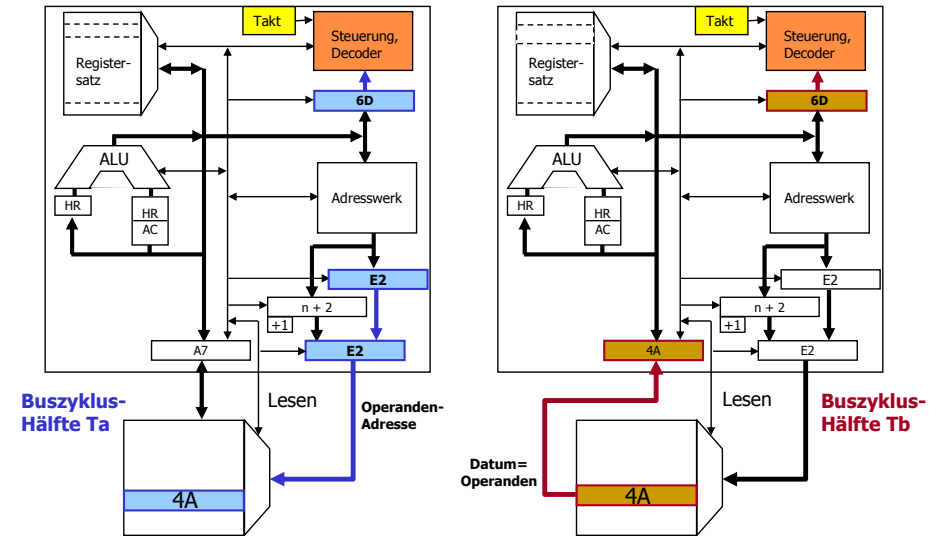 Takt
Steuerung,
Decoder
Register-
satz
6D
ALU
HR
HR
AC
Adresswerk
E2
n + 2
+1
A7
E2
Buszyklus-
Hälfte Ta
Lesen
Operanden-
Adresse
4A
Takt
Steuerung,
Decoder
Register-
satz
6D
ALU
HR
HR
AC
Adresswerk
E2
n + 2
+1
4A
E2
Lesen
Buszyklus-
Hälfte Tb
Datum=
Operanden
4A